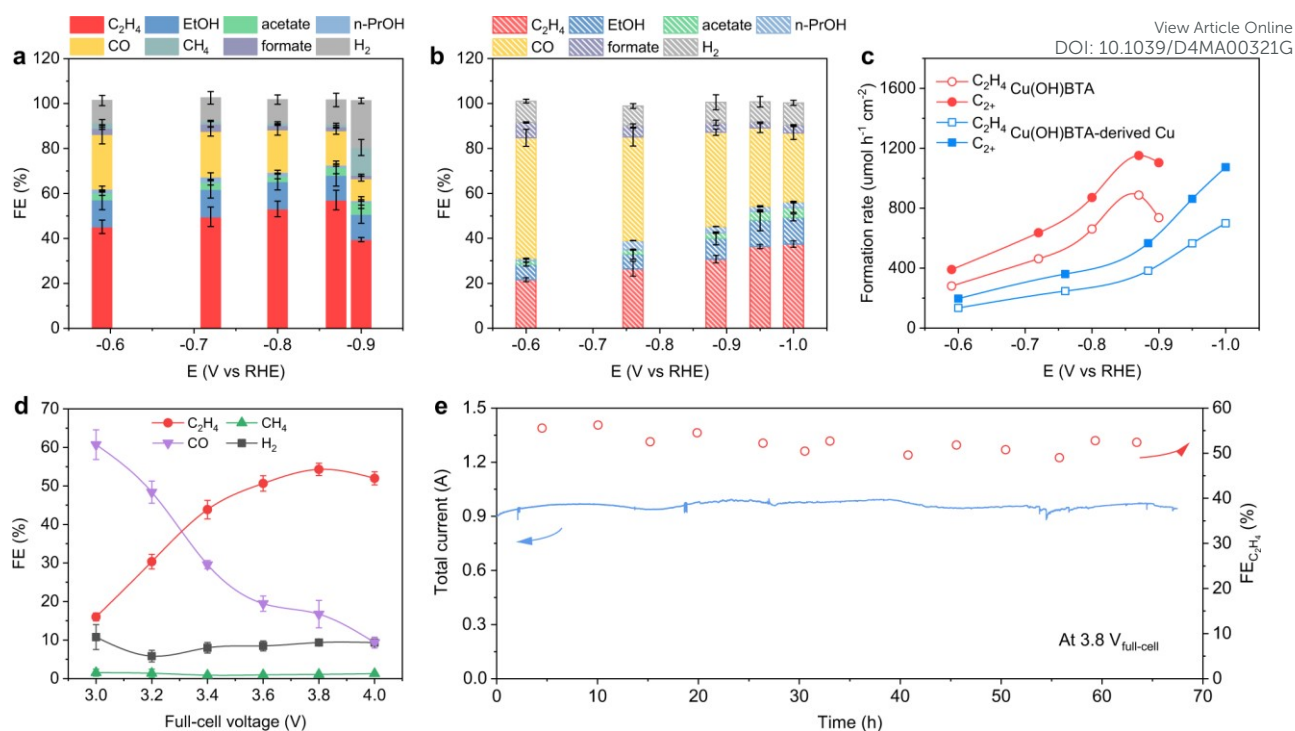 View Article Online
DOI: 10.1039/D4MA00321G
a
C₂H₄ EtOH acetate n-PrOH
CO CH₄ formate H₂
FE (%)
120
100
80
60
40
20
0
-0.6 -0.7 -0.8 -0.9
E (V vs RHE)
b
C₂H₄ EtOH acetate n-PrOH
CO formate H₂
FE (%)
120
100
80
60
40
20
0
-0.6 -0.7 -0.8 -0.9 -1.0
E (V vs RHE)
c
C₂H₄ Cu(OH)BTA
C₂₊
C₂H₄ Cu(OH)BTA-derived Cu
C₂₊
Formation rate (umol h⁻¹ cm⁻²)
1600
1200
800
400
0
-0.6 -0.7 -0.8 -0.9 -1.0
E (V vs RHE)
d
C₂H₄ CH₄
CO H₂
FE (%)
70
60
50
40
30
20
10
0
3.0 3.2 3.4 3.6 3.8 4.0
Full-cell voltage (V)
e
Total current (A)
1.5
1.2
0.9
0.6
0.3
0.0
FE_C₂H₄ (%)
60
50
40
30
20
10
0
At 3.8 V_full-cell
0 10 20 30 40 50 60 70
Time (h)